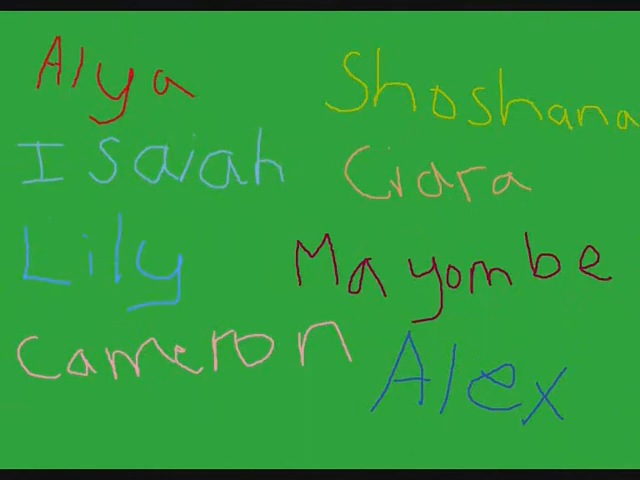 Alya
Shoshana
Isaiah
Ciara
Lily
Mayombe
Cameron
Alex